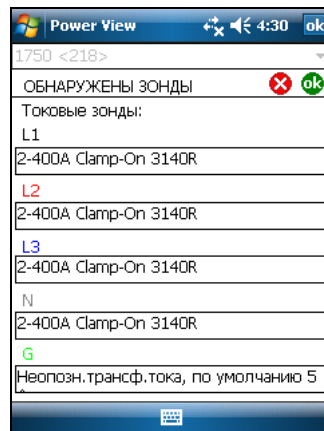 Power View 4:30 ok
1750 <218>
ОБНАРУЖЕНЫ ЗОНДЫ ok
Токовые зонды:
L1
2-400A Clamp-On 3140R
L2
2-400A Clamp-On 3140R
L3
2-400A Clamp-On 3140R
N
2-400A Clamp-On 3140R
G
Неопозн.трансф.тока, по умолчанию 5